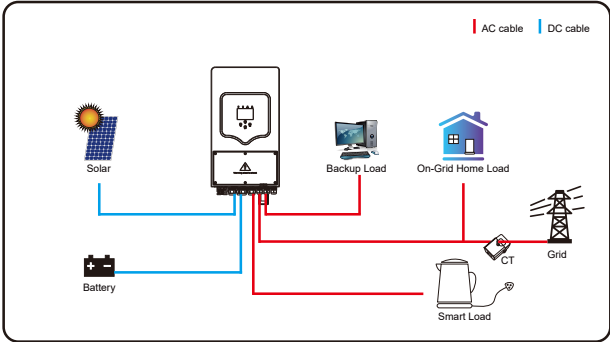 AC cable
DC cable
Solar
Backup Load
On-Grid Home Load
CT
Grid
Battery
Smart Load